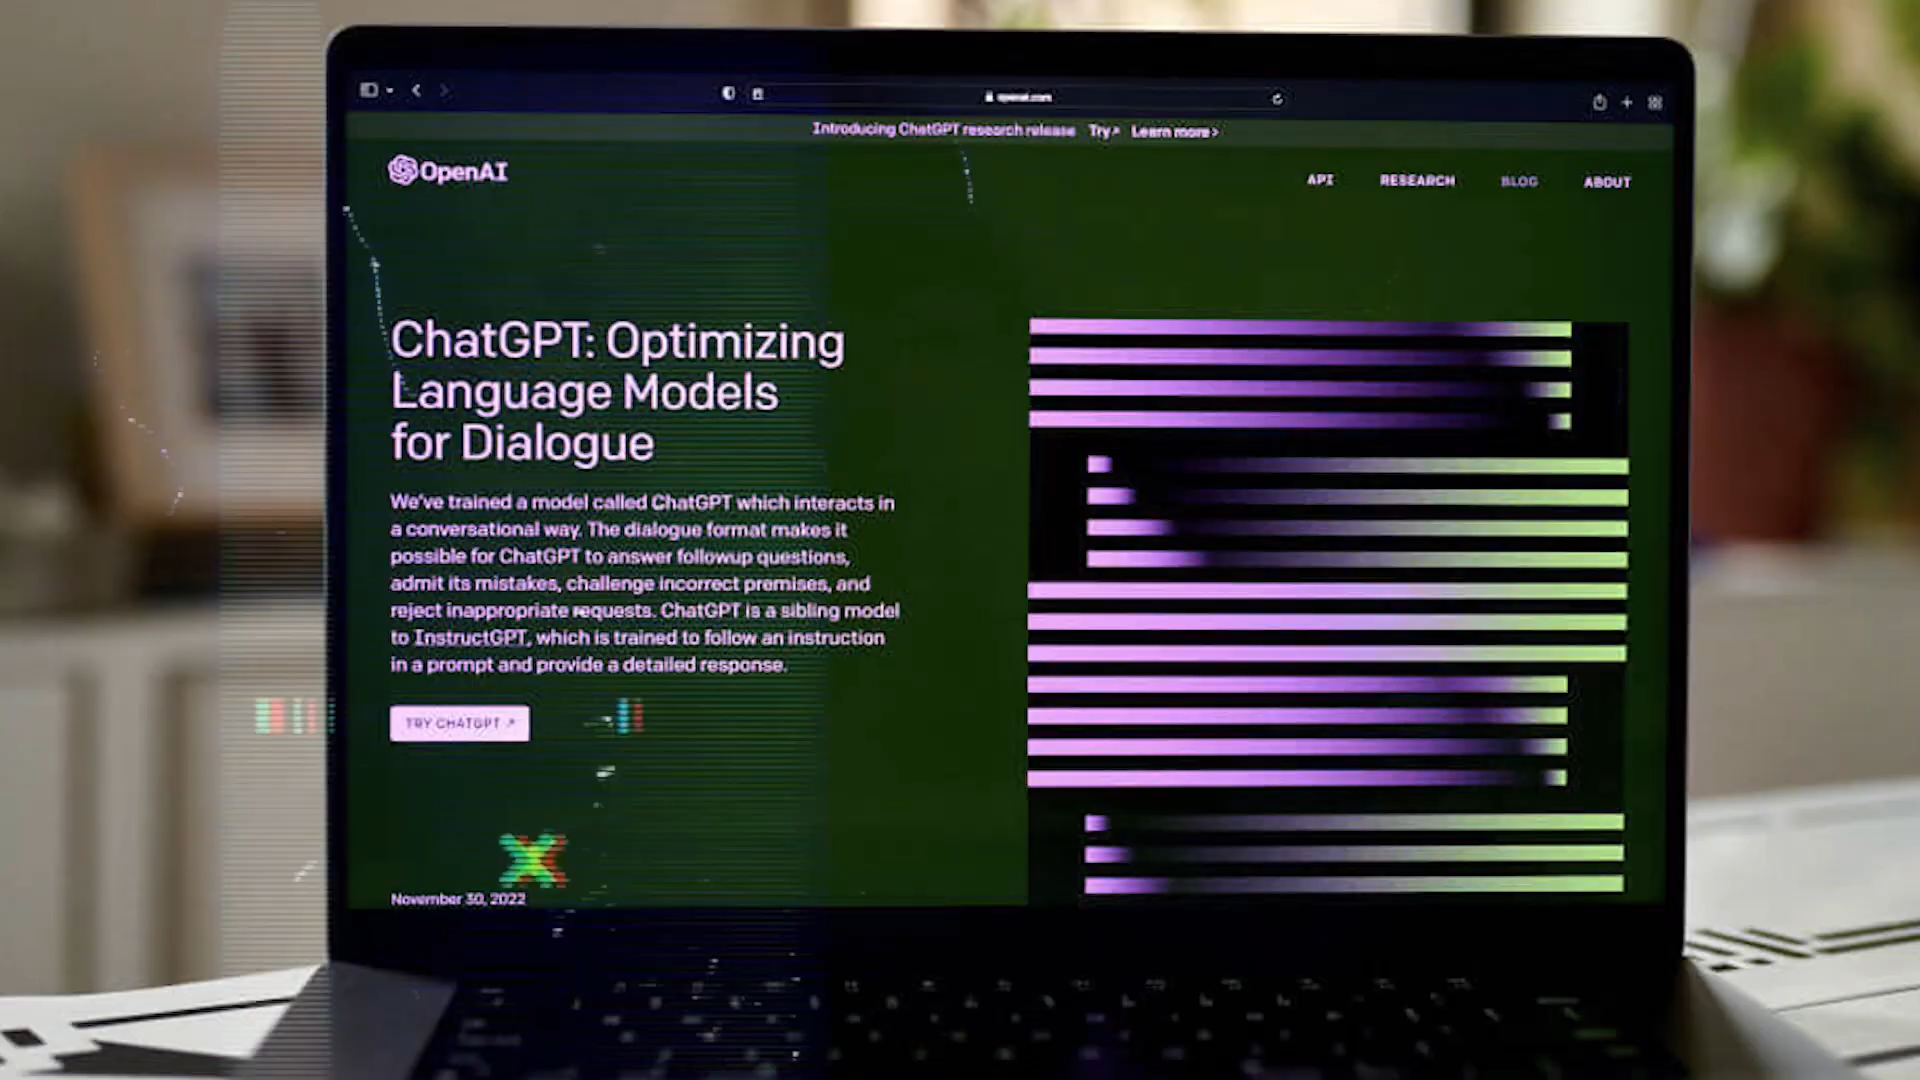 openai.com
Introducing ChatGPT research release Try↗ Learn more›
OpenAI
API RESEARCH BLOG ABOUT
ChatGPT: Optimizing
Language Models
for Dialogue
We've trained a model called ChatGPT which interacts in
a conversational way. The dialogue format makes it
possible for ChatGPT to answer followup questions,
admit its mistakes, challenge incorrect premises, and
reject inappropriate requests. ChatGPT is a sibling model
to InstructGPT, which is trained to follow an instruction
in a prompt and provide a detailed response.
TRY CHATGPT ↗
November 30, 2022